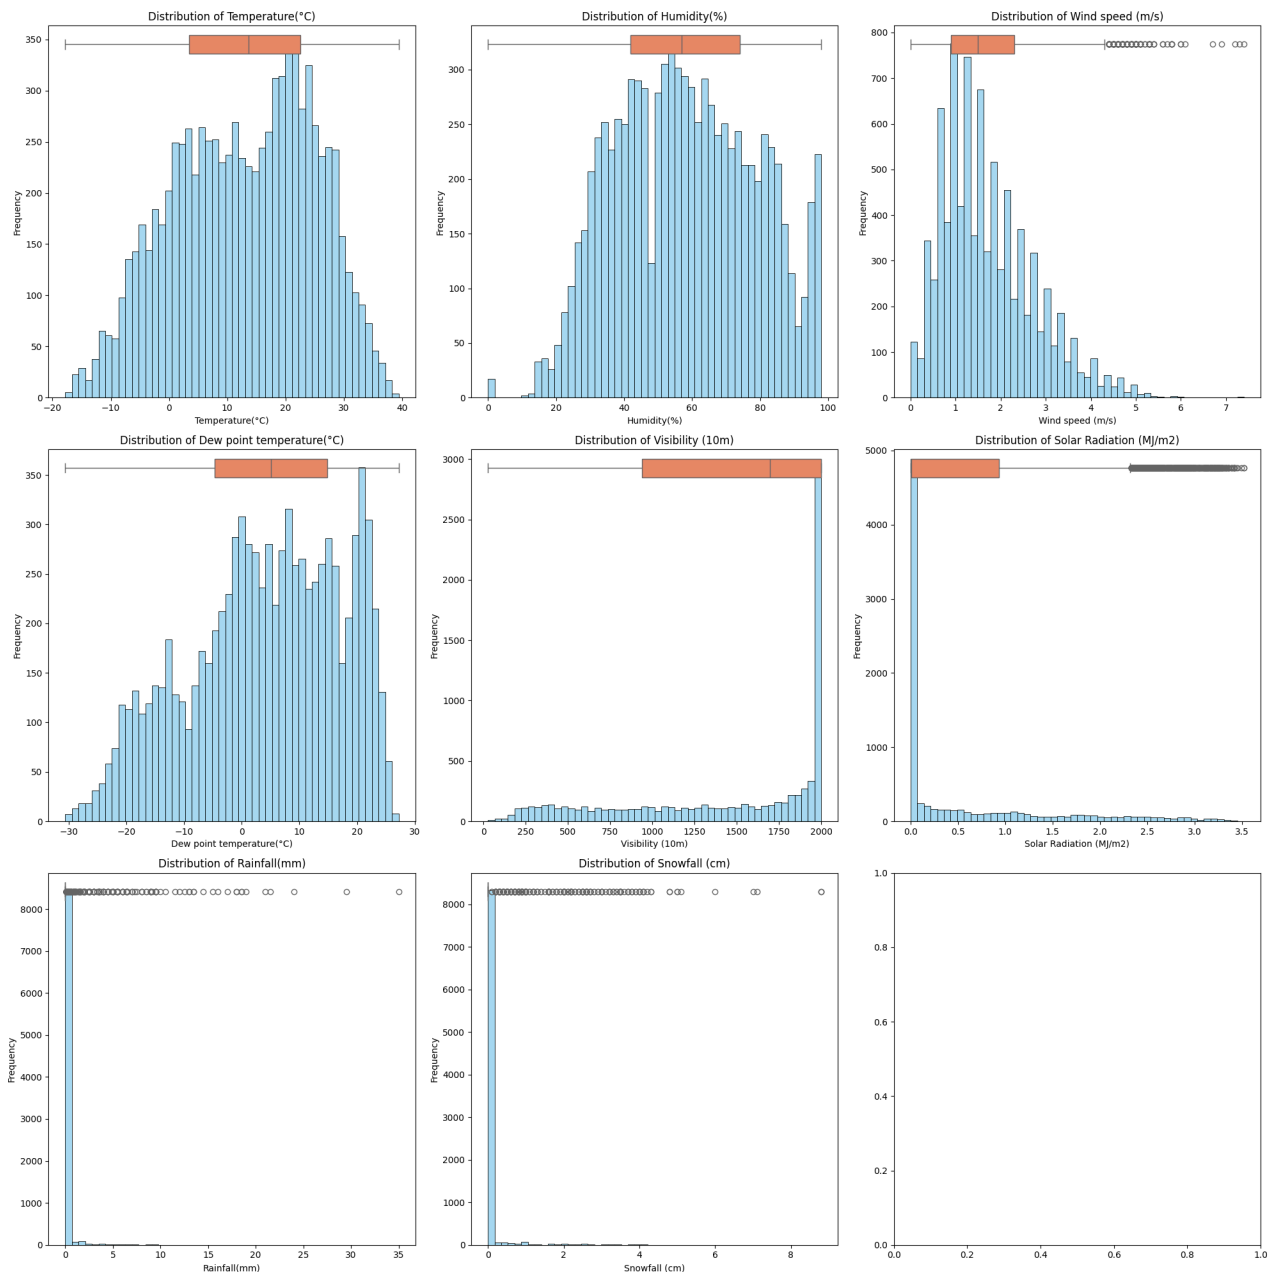 Distribution of Temperature(°C)
350
300
250
200
150
100
50
0
Frequency
−20 −10 0 10 20 30 40
Temperature(°C)
Distribution of Humidity(%)
300
250
200
150
100
50
0
Frequency
0 20 40 60 80 100
Humidity(%)
Distribution of Wind speed (m/s)
800
700
600
500
400
300
200
100
0
Frequency
0 1 2 3 4 5 6 7
Wind speed (m/s)
Distribution of Dew point temperature(°C)
350
300
250
200
150
100
50
0
Frequency
−30 −20 −10 0 10 20 30
Dew point temperature(°C)
Distribution of Visibility (10m)
3000
2500
2000
1500
1000
500
0
Frequency
0 250 500 750 1000 1250 1500 1750 2000
Visibility (10m)
Distribution of Solar Radiation (MJ/m2)
5000
4000
3000
2000
1000
0
Frequency
0.0 0.5 1.0 1.5 2.0 2.5 3.0 3.5
Solar Radiation (MJ/m2)
Distribution of Rainfall(mm)
8000
7000
6000
5000
4000
3000
2000
1000
0
Frequency
0 5 10 15 20 25 30 35
Rainfall(mm)
Distribution of Snowfall (cm)
8000
7000
6000
5000
4000
3000
2000
1000
0
Frequency
0 2 4 6 8
Snowfall (cm)
1.0
0.8
0.6
0.4
0.2
0.0
0.0 0.2 0.4 0.6 0.8 1.0